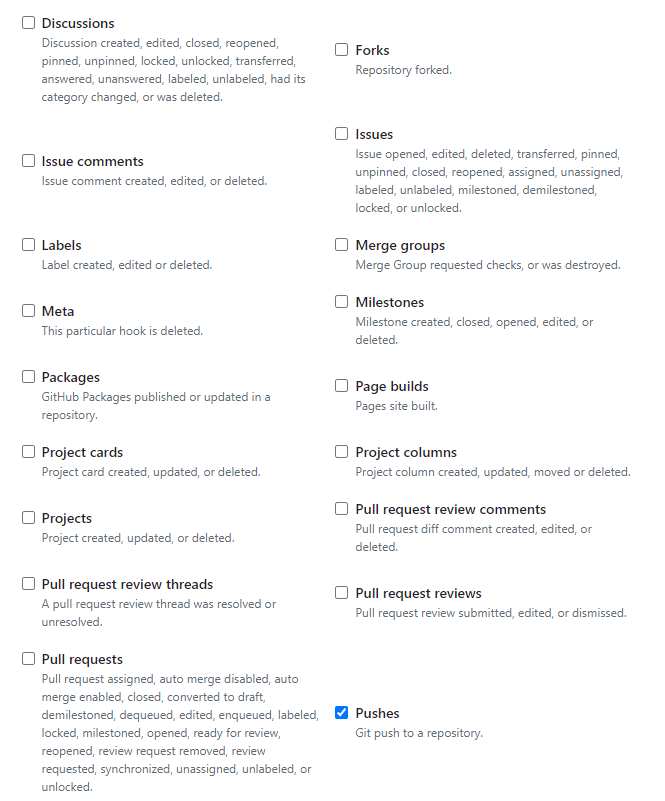 Discussions
Discussion created, edited, closed, reopened,
pinned, unpinned, locked, unlocked, transferred,
answered, unanswered, labeled, unlabeled, had its
category changed, or was deleted.
Forks
Repository forked.
Issue comments
Issue comment created, edited, or deleted.
Issues
Issue opened, edited, deleted, transferred, pinned,
unpinned, closed, reopened, assigned, unassigned,
labeled, unlabeled, milestoned, demilestoned,
locked, or unlocked.
Labels
Label created, edited or deleted.
Merge groups
Merge Group requested checks, or was destroyed.
Meta
This particular hook is deleted.
Milestones
Milestone created, closed, opened, edited, or
deleted.
Packages
GitHub Packages published or updated in a
repository.
Page builds
Pages site built.
Project cards
Project card created, updated, or deleted.
Project columns
Project column created, updated, moved or deleted.
Projects
Project created, updated, or deleted.
Pull request review comments
Pull request diff comment created, edited, or
deleted.
Pull request review threads
A pull request review thread was resolved or
unresolved.
Pull request reviews
Pull request review submitted, edited, or dismissed.
Pull requests
Pull request assigned, auto merge disabled, auto
merge enabled, closed, converted to draft,
demilestoned, dequeued, edited, enqueued, labeled,
locked, milestoned, opened, ready for review,
reopened, review request removed, review
requested, synchronized, unassigned, unlabeled, or
unlocked.
Pushes
Git push to a repository.